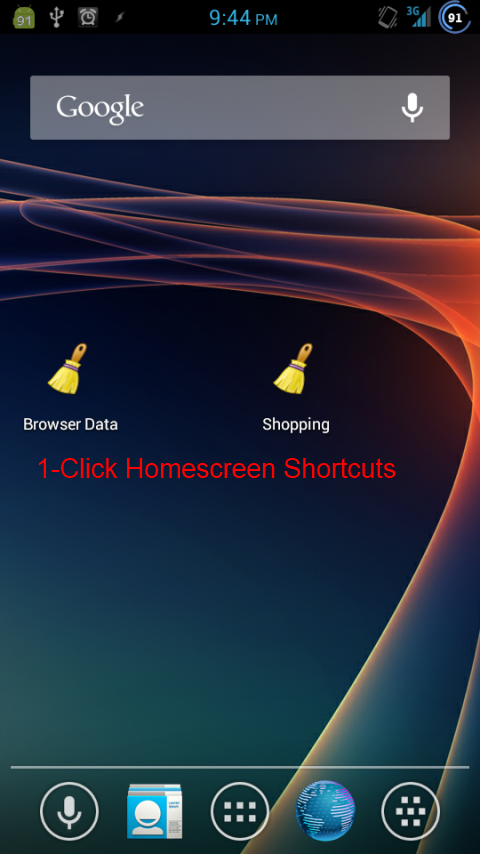 91
9:44 PM
3G
91
Google
Browser Data
Shopping
1-Click Homescreen Shortcuts